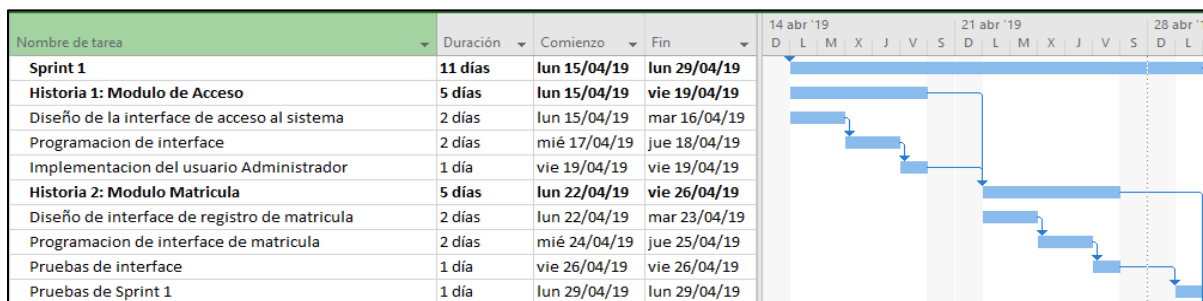 14 abr '19 21 abr '19 28 abr '1
Nombre de tarea Duración Comienzo Fin D L M X J V S D L M X J V S D L
Sprint 1 11 días lun 15/04/19 lun 29/04/19
Historia 1: Modulo de Acceso 5 días lun 15/04/19 vie 19/04/19
Diseño de la interface de acceso al sistema 2 días lun 15/04/19 mar 16/04/19
Programacion de interface 2 días mié 17/04/19 jue 18/04/19
Implementacion del usuario Administrador 1 día vie 19/04/19 vie 19/04/19
Historia 2: Modulo Matricula 5 días lun 22/04/19 vie 26/04/19
Diseño de interface de registro de matricula 2 días lun 22/04/19 mar 23/04/19
Programacion de interface de matricula 2 días mié 24/04/19 jue 25/04/19
Pruebas de interface 1 día vie 26/04/19 vie 26/04/19
Pruebas de Sprint 1 1 día lun 29/04/19 lun 29/04/19